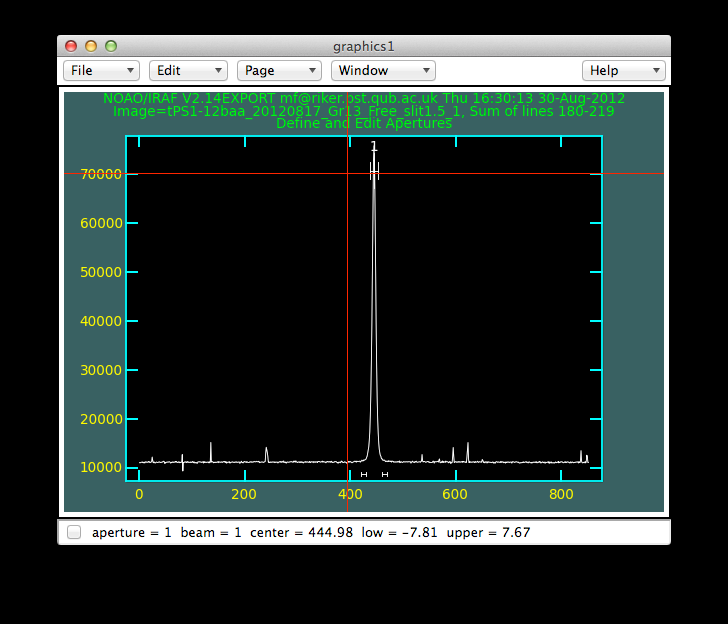 graphics1
File Edit Page Window Help
NOAO/IRAF V2.14EXPORT mf@riker.pst.qub.ac.uk Thu 16:30:13 30-Aug-2012
Image=tPS1-12baa_20120817_Gr13_Free_slit1.5_1, Sum of lines 180-219
Define and Edit Apertures
1
70000
60000
50000
40000
30000
20000
10000
0 200 400 600 800
aperture = 1 beam = 1 center = 444.98 low = -7.81 upper = 7.67